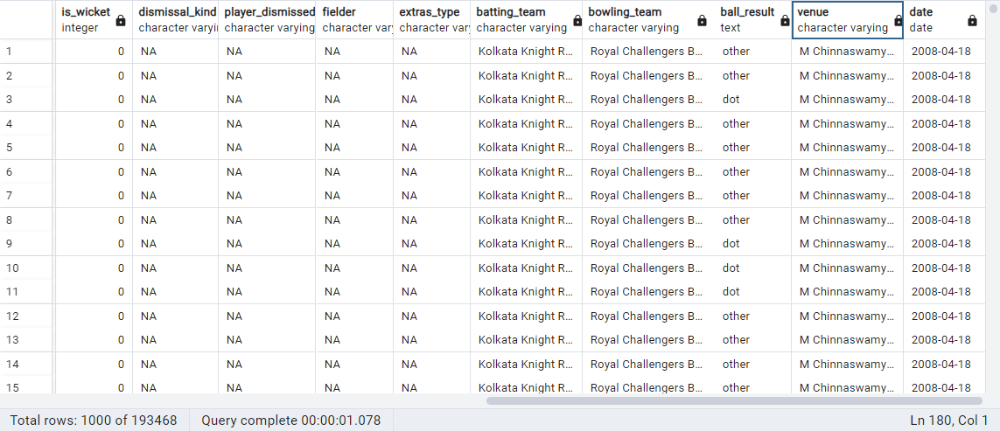 is_wicket dismissal_kind player_dismissed fielder extras_type batting_team bowling_team ball_result venue date
integer character varyin character varyin character varyin character varyin character varying character varying text character varying date
1 0 NA NA NA NA Kolkata Knight R... Royal Challengers B... other M Chinnaswamy... 2008-04-18
2 0 NA NA NA NA Kolkata Knight R... Royal Challengers B... other M Chinnaswamy... 2008-04-18
3 0 NA NA NA NA Kolkata Knight R... Royal Challengers B... dot M Chinnaswamy... 2008-04-18
4 0 NA NA NA NA Kolkata Knight R... Royal Challengers B... other M Chinnaswamy... 2008-04-18
5 0 NA NA NA NA Kolkata Knight R... Royal Challengers B... other M Chinnaswamy... 2008-04-18
6 0 NA NA NA NA Kolkata Knight R... Royal Challengers B... other M Chinnaswamy... 2008-04-18
7 0 NA NA NA NA Kolkata Knight R... Royal Challengers B... other M Chinnaswamy... 2008-04-18
8 0 NA NA NA NA Kolkata Knight R... Royal Challengers B... other M Chinnaswamy... 2008-04-18
9 0 NA NA NA NA Kolkata Knight R... Royal Challengers B... dot M Chinnaswamy... 2008-04-18
10 0 NA NA NA NA Kolkata Knight R... Royal Challengers B... dot M Chinnaswamy... 2008-04-18
11 0 NA NA NA NA Kolkata Knight R... Royal Challengers B... dot M Chinnaswamy... 2008-04-18
12 0 NA NA NA NA Kolkata Knight R... Royal Challengers B... other M Chinnaswamy... 2008-04-18
13 0 NA NA NA NA Kolkata Knight R... Royal Challengers B... other M Chinnaswamy... 2008-04-18
14 0 NA NA NA NA Kolkata Knight R... Royal Challengers B... other M Chinnaswamy... 2008-04-18
15 0 NA NA NA NA Kolkata Knight R... Royal Challengers B... other M Chinnaswamy... 2008-04-18
Total rows: 1000 of 193468 Query complete 00:00:01.078 Ln 180, Col 1